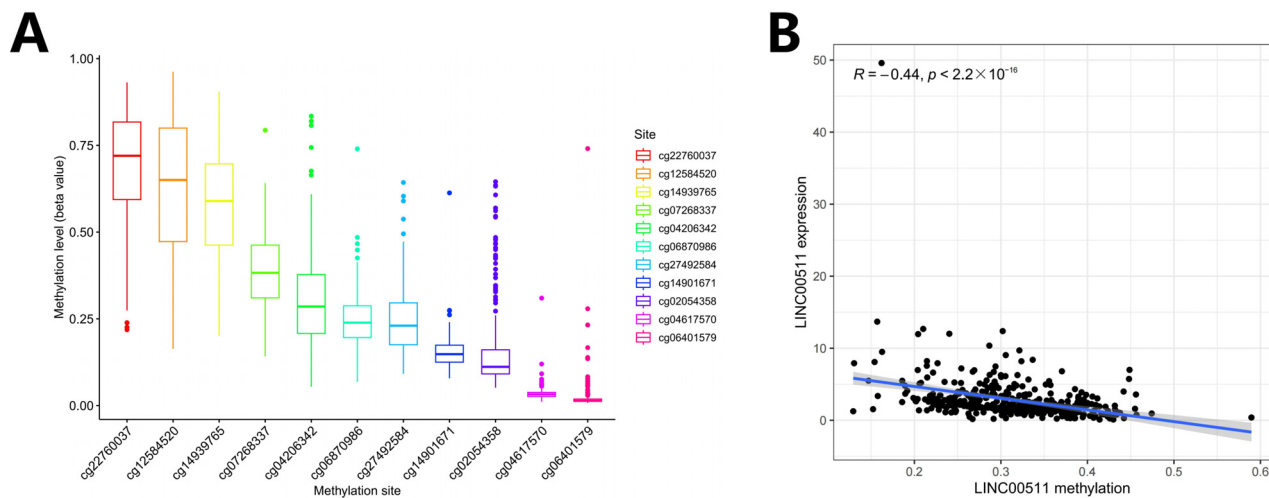 A
1.00
0.75
0.50
0.25
0.00
Methylation level (beta value)
cg22760037
cg12584520
cg14939765
cg07268337
cg04206342
cg06870986
cg27492584
cg14901671
cg02054358
cg04617570
cg06401579
Methylation site
Site
cg22760037
cg12584520
cg14939765
cg07268337
cg04206342
cg06870986
cg27492584
cg14901671
cg02054358
cg04617570
cg06401579
B
R = −0.44, p < 2.2×10⁻¹⁶
50
40
30
20
10
0
LINC00511 expression
0.2
0.3
0.4
0.5
0.6
LINC00511 methylation